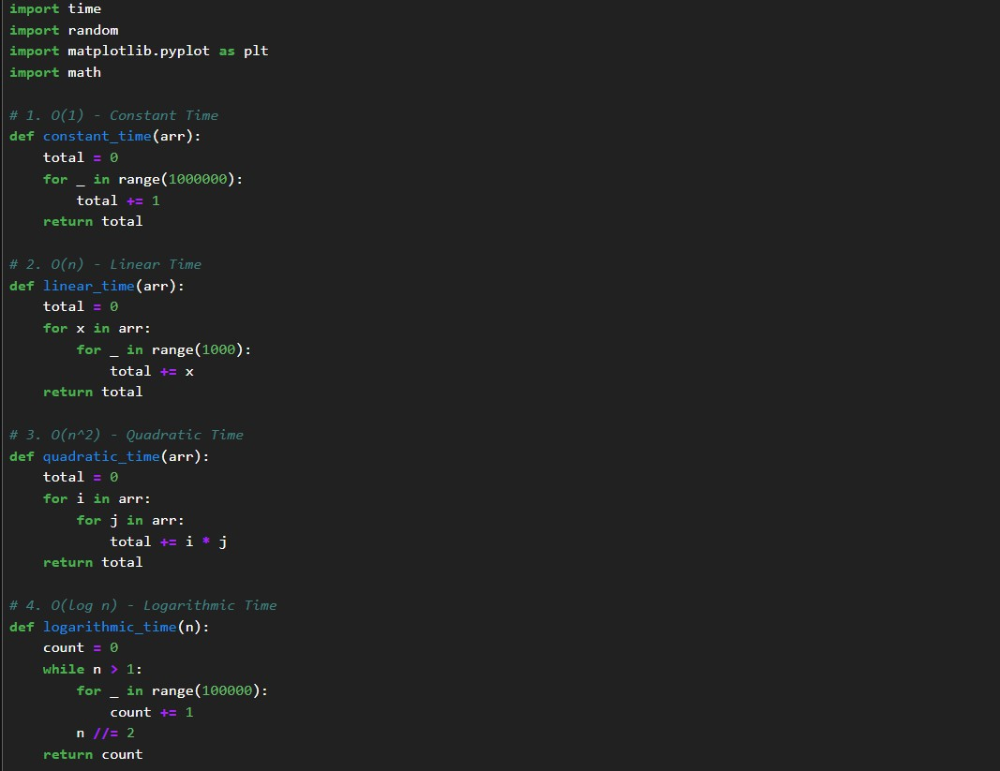 import time
import random
import matplotlib.pyplot as plt
import math

# 1. O(1) - Constant Time
def constant_time(arr):
    total = 0
    for _ in range(1000000):
        total += 1
    return total

# 2. O(n) - Linear Time
def linear_time(arr):
    total = 0
    for x in arr:
        for _ in range(1000):
            total += x
    return total

# 3. O(n^2) - Quadratic Time
def quadratic_time(arr):
    total = 0
    for i in arr:
        for j in arr:
            total += i * j
    return total

# 4. O(log n) - Logarithmic Time
def logarithmic_time(n):
    count = 0
    while n > 1:
        for _ in range(100000):
            count += 1
        n //= 2
    return count